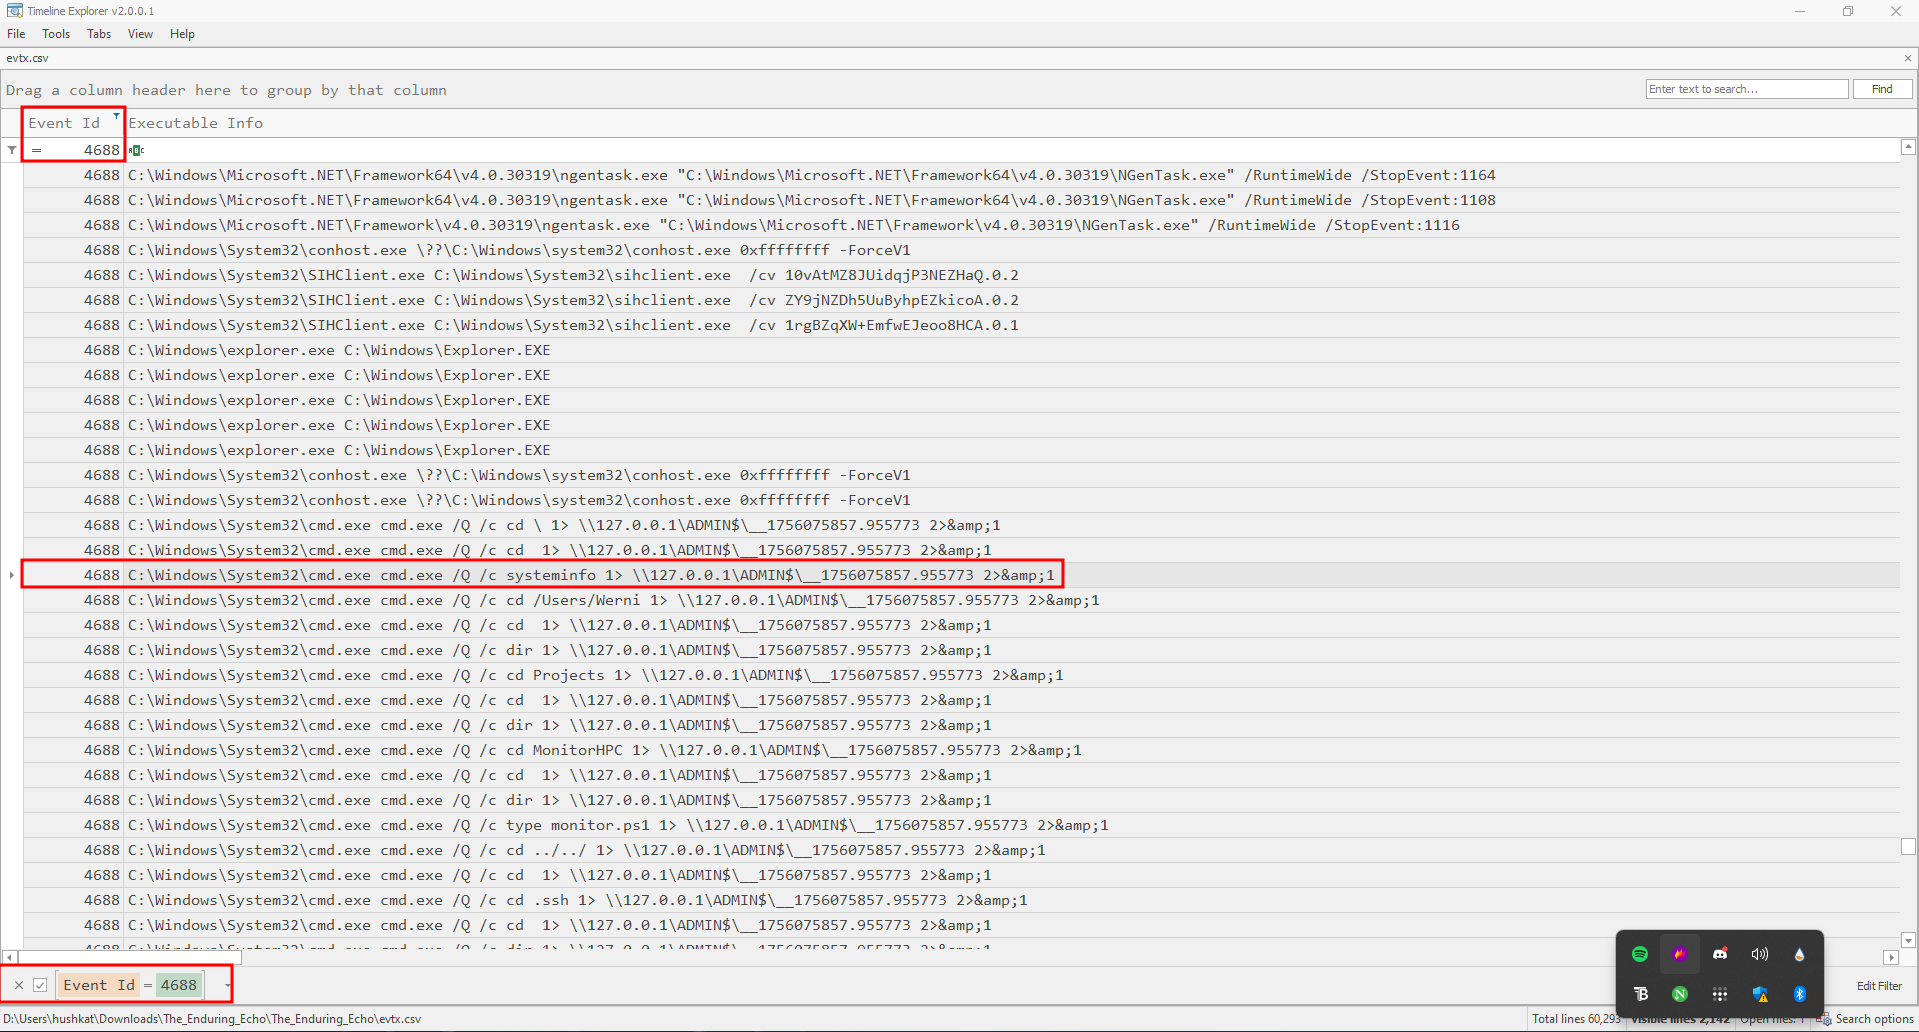 Timeline Explorer v2.0.0.1
File Tools Tabs View Help
evtx.csv
Drag a column header here to group by that column
Enter text to search... Find
Event Id Executable Info
= 4688
4688 C:\Windows\Microsoft.NET\Framework64\v4.0.30319\ngentask.exe "C:\Windows\Microsoft.NET\Framework64\v4.0.30319\NGenTask.exe" /RuntimeWide /StopEvent:1164
4688 C:\Windows\Microsoft.NET\Framework64\v4.0.30319\ngentask.exe "C:\Windows\Microsoft.NET\Framework64\v4.0.30319\NGenTask.exe" /RuntimeWide /StopEvent:1108
4688 C:\Windows\Microsoft.NET\Framework\v4.0.30319\ngentask.exe "C:\Windows\Microsoft.NET\Framework\v4.0.30319\NGenTask.exe" /RuntimeWide /StopEvent:1116
4688 C:\Windows\System32\conhost.exe \??\C:\Windows\system32\conhost.exe 0xffffffff -ForceV1
4688 C:\Windows\System32\SIHClient.exe C:\Windows\System32\sihclient.exe  /cv 10vAtMZ8JUidqjP3NEZHaQ.0.2
4688 C:\Windows\System32\SIHClient.exe C:\Windows\System32\sihclient.exe  /cv ZY9jNZDh5UuByhpEZkicoA.0.2
4688 C:\Windows\System32\SIHClient.exe C:\Windows\System32\sihclient.exe  /cv 1rgBZqXW+EmfwEJeoo8HCA.0.1
4688 C:\Windows\explorer.exe C:\Windows\Explorer.EXE
4688 C:\Windows\explorer.exe C:\Windows\Explorer.EXE
4688 C:\Windows\explorer.exe C:\Windows\Explorer.EXE
4688 C:\Windows\explorer.exe C:\Windows\Explorer.EXE
4688 C:\Windows\explorer.exe C:\Windows\Explorer.EXE
4688 C:\Windows\System32\conhost.exe \??\C:\Windows\system32\conhost.exe 0xffffffff -ForceV1
4688 C:\Windows\System32\conhost.exe \??\C:\Windows\system32\conhost.exe 0xffffffff -ForceV1
4688 C:\Windows\System32\cmd.exe cmd.exe /Q /c cd \ 1> \\127.0.0.1\ADMIN$\__1756075857.955773 2>&amp;1
4688 C:\Windows\System32\cmd.exe cmd.exe /Q /c cd  1> \\127.0.0.1\ADMIN$\__1756075857.955773 2>&amp;1
4688 C:\Windows\System32\cmd.exe cmd.exe /Q /c systeminfo 1> \\127.0.0.1\ADMIN$\__1756075857.955773 2>&amp;1
4688 C:\Windows\System32\cmd.exe cmd.exe /Q /c cd /Users/Werni 1> \\127.0.0.1\ADMIN$\__1756075857.955773 2>&amp;1
4688 C:\Windows\System32\cmd.exe cmd.exe /Q /c cd  1> \\127.0.0.1\ADMIN$\__1756075857.955773 2>&amp;1
4688 C:\Windows\System32\cmd.exe cmd.exe /Q /c dir 1> \\127.0.0.1\ADMIN$\__1756075857.955773 2>&amp;1
4688 C:\Windows\System32\cmd.exe cmd.exe /Q /c cd Projects 1> \\127.0.0.1\ADMIN$\__1756075857.955773 2>&amp;1
4688 C:\Windows\System32\cmd.exe cmd.exe /Q /c cd  1> \\127.0.0.1\ADMIN$\__1756075857.955773 2>&amp;1
4688 C:\Windows\System32\cmd.exe cmd.exe /Q /c dir 1> \\127.0.0.1\ADMIN$\__1756075857.955773 2>&amp;1
4688 C:\Windows\System32\cmd.exe cmd.exe /Q /c cd MonitorHPC 1> \\127.0.0.1\ADMIN$\__1756075857.955773 2>&amp;1
4688 C:\Windows\System32\cmd.exe cmd.exe /Q /c cd  1> \\127.0.0.1\ADMIN$\__1756075857.955773 2>&amp;1
4688 C:\Windows\System32\cmd.exe cmd.exe /Q /c dir 1> \\127.0.0.1\ADMIN$\__1756075857.955773 2>&amp;1
4688 C:\Windows\System32\cmd.exe cmd.exe /Q /c type monitor.ps1 1> \\127.0.0.1\ADMIN$\__1756075857.955773 2>&amp;1
4688 C:\Windows\System32\cmd.exe cmd.exe /Q /c cd ../../ 1> \\127.0.0.1\ADMIN$\__1756075857.955773 2>&amp;1
4688 C:\Windows\System32\cmd.exe cmd.exe /Q /c cd  1> \\127.0.0.1\ADMIN$\__1756075857.955773 2>&amp;1
4688 C:\Windows\System32\cmd.exe cmd.exe /Q /c cd .ssh 1> \\127.0.0.1\ADMIN$\__1756075857.955773 2>&amp;1
4688 C:\Windows\System32\cmd.exe cmd.exe /Q /c cd  1> \\127.0.0.1\ADMIN$\__1756075857.955773 2>&amp;1
Event Id = 4688
Edit Filter
D:\Users\hushkat\Downloads\The_Enduring_Echo\The_Enduring_Echo\evtx.csv
Total lines 60,293 Visible lines 2,142 Open files: 1 Search options